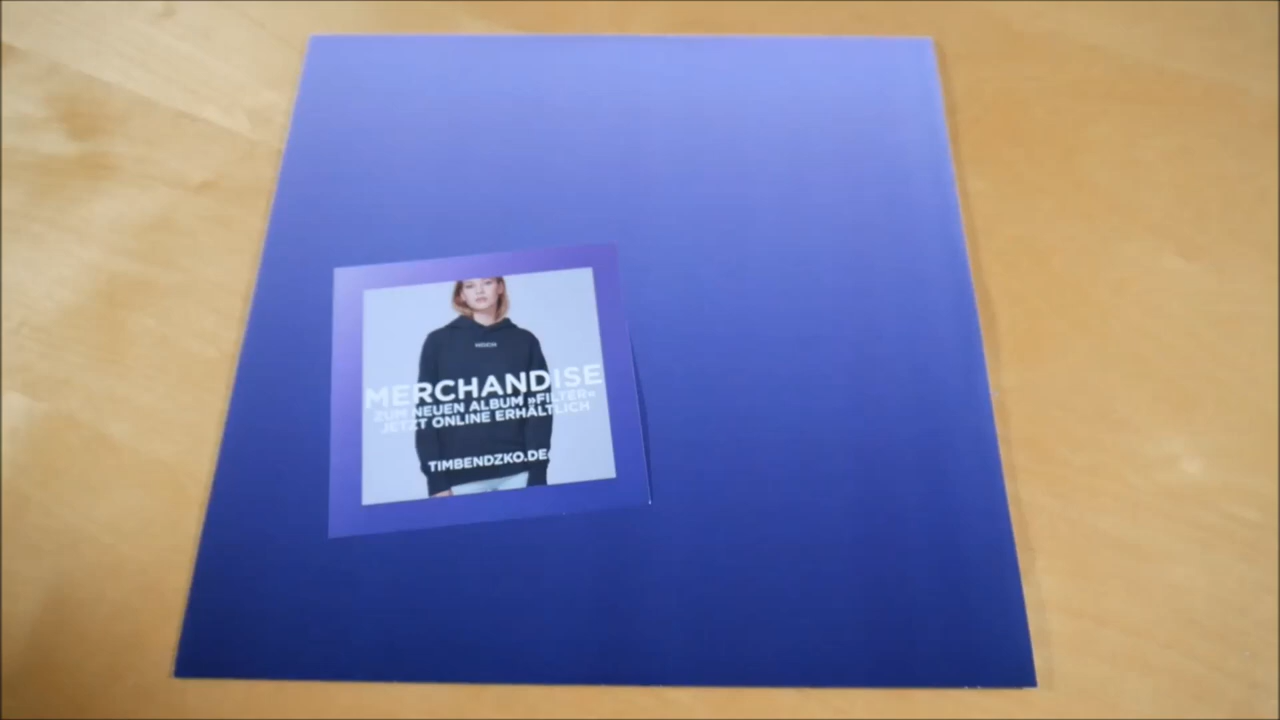 MERCHANDISE
ZUM NEUEN ALBUM »FILTER«
JETZT ONLINE ERHÄLTLICH
TIMBENDZKO.DE